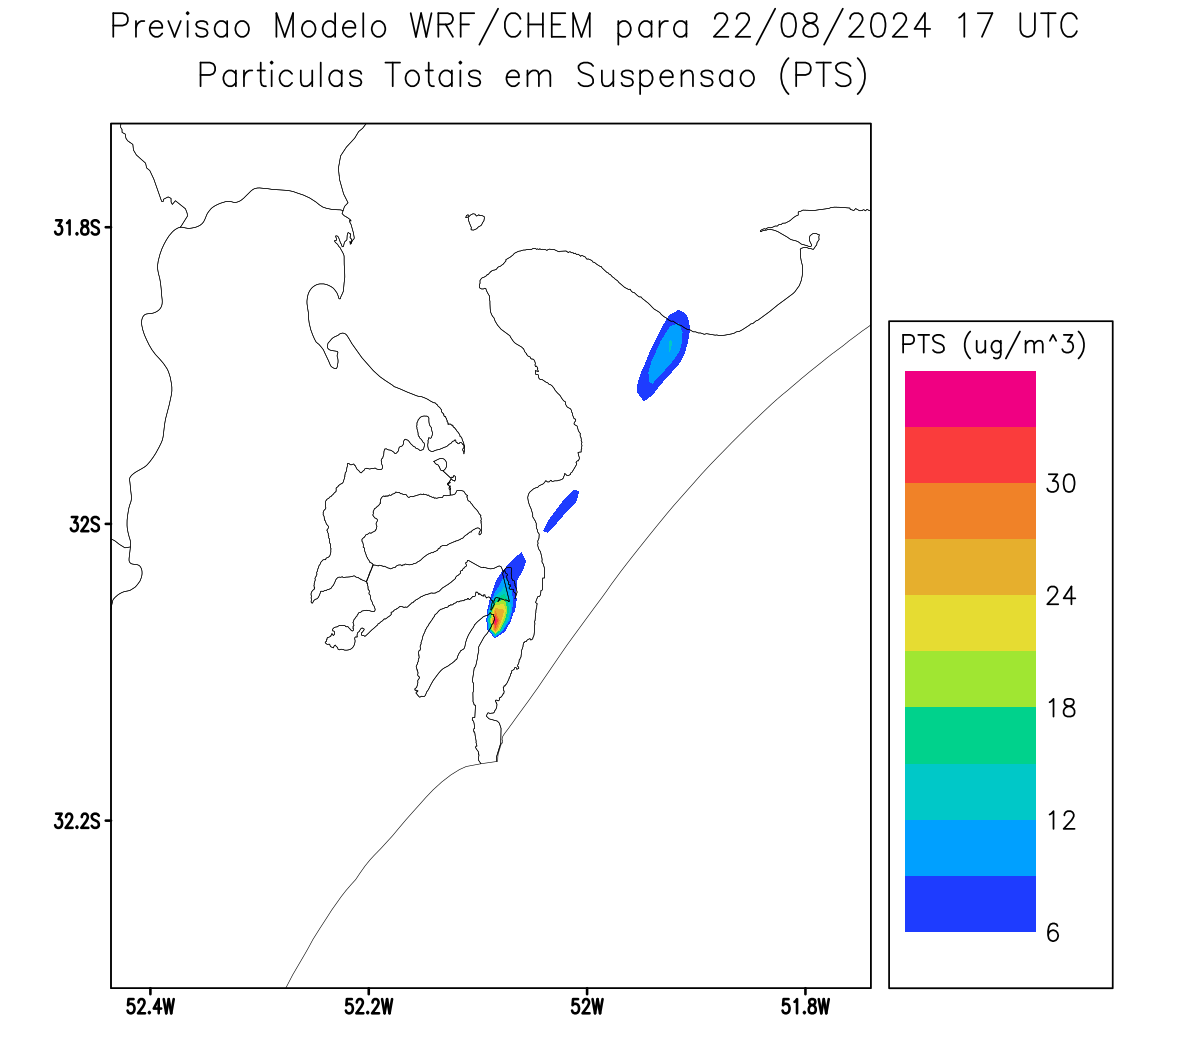 Previsao Modelo WRF/CHEM para 22/08/2024 17 UTC
Particulas Totais em Suspensao (PTS)
31.8S
32S
32.2S
52.4W
52.2W
52W
51.8W
PTS (ug/m^3)
30
24
18
12
6